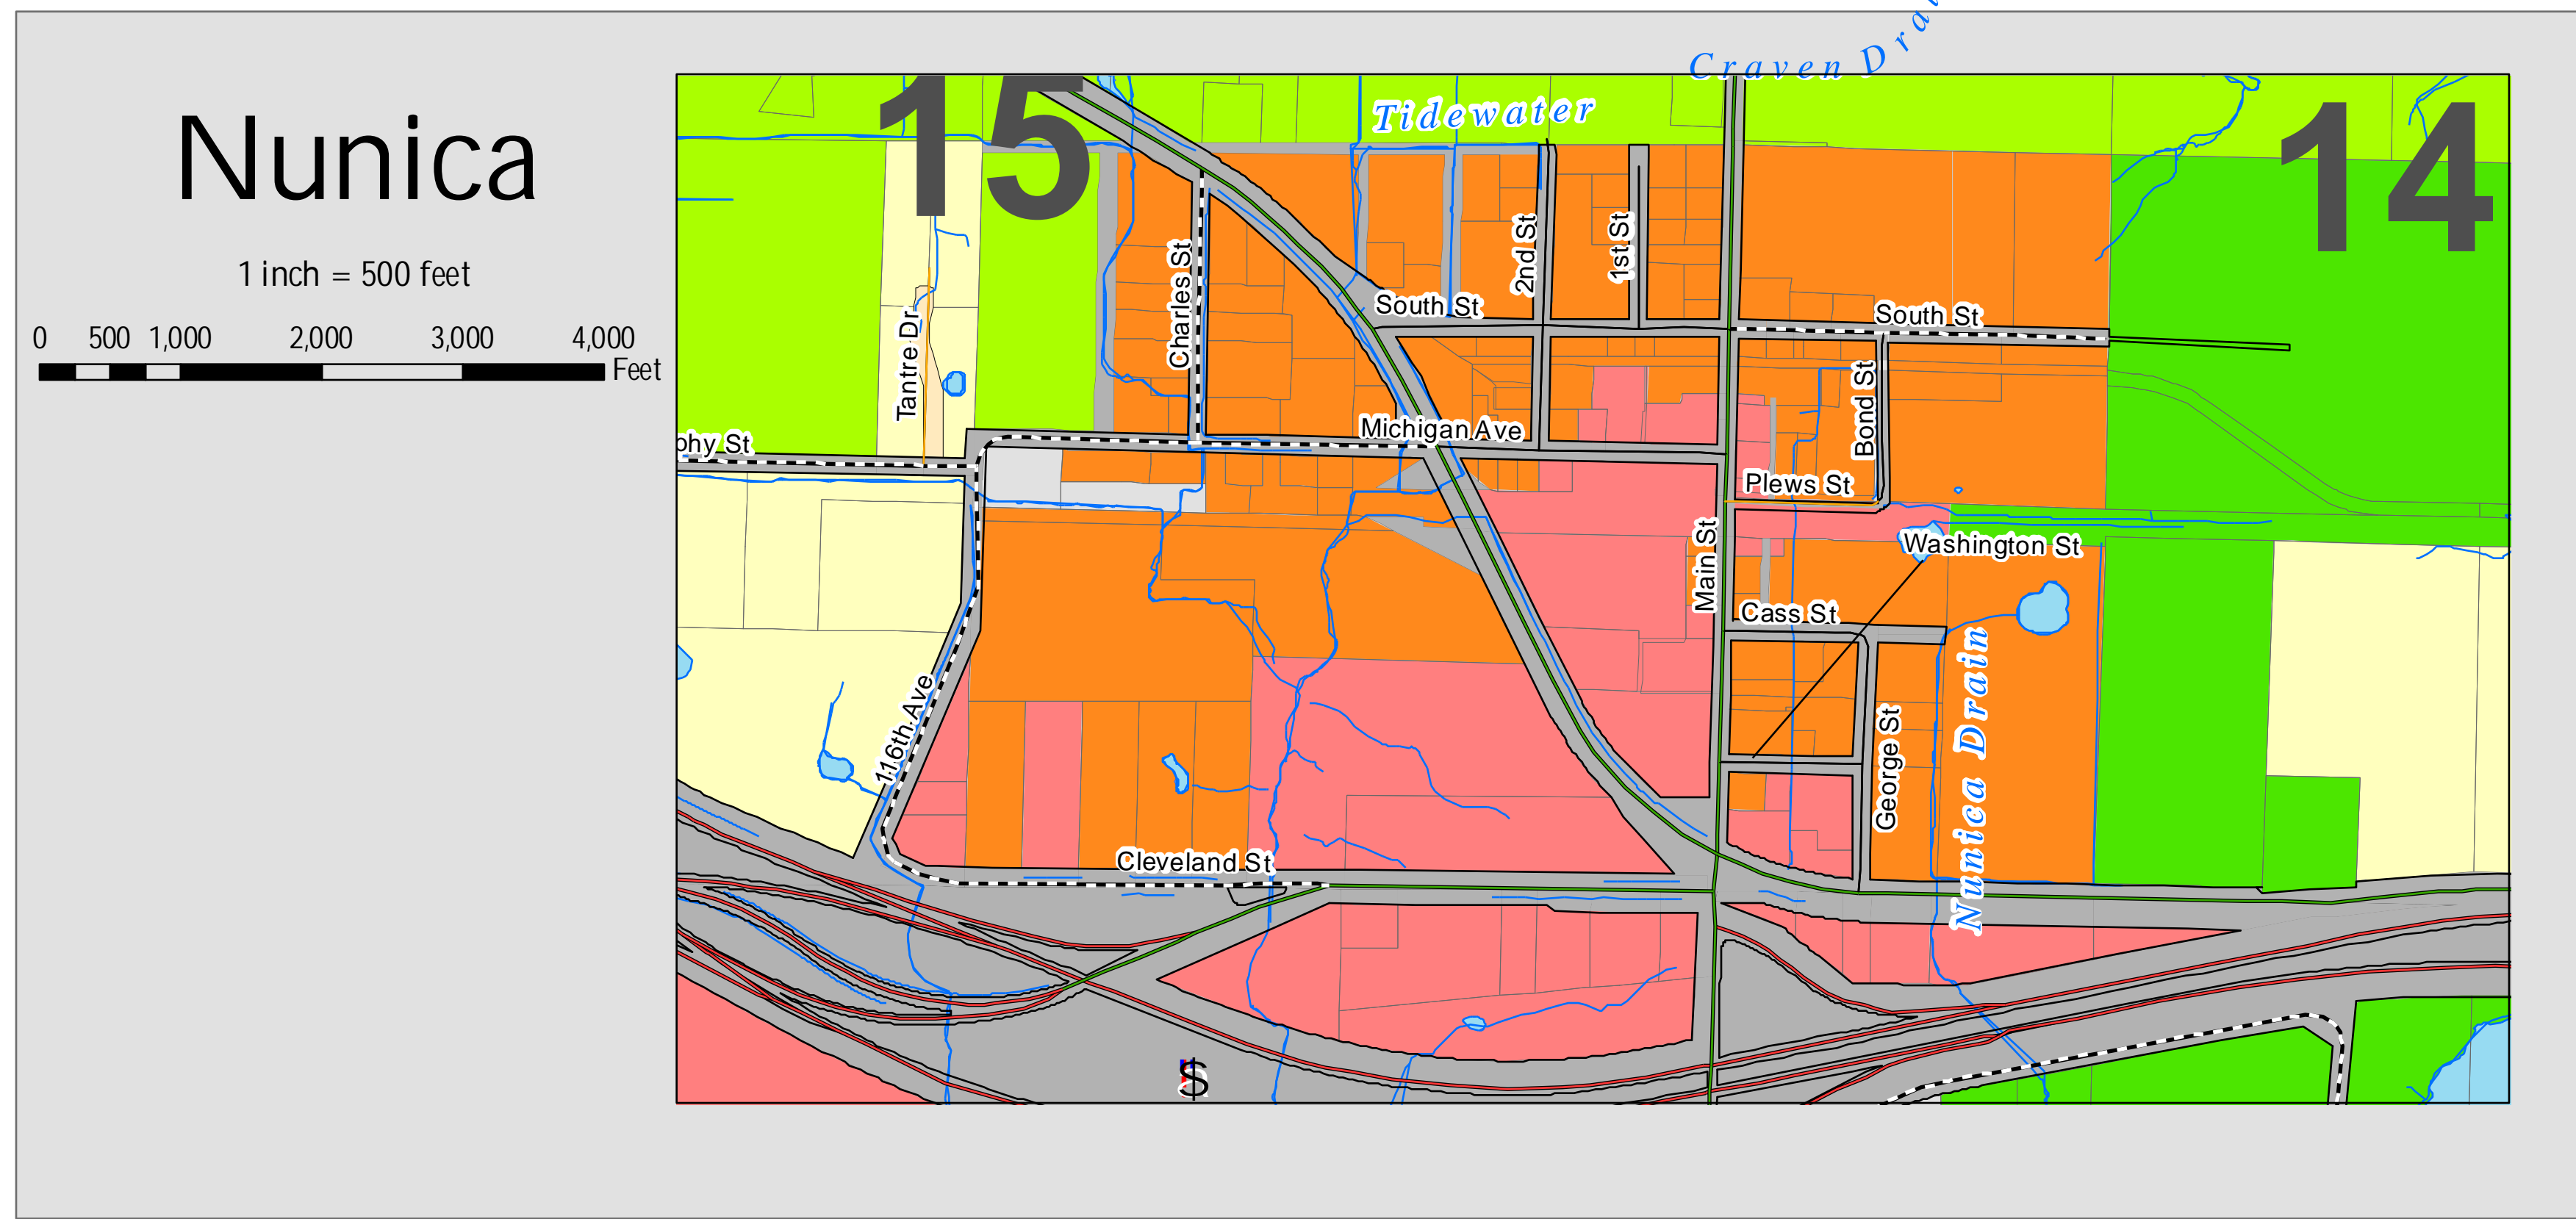 Nunica
1 inch = 500 feet
0 500 1,000 2,000 3,000 4,000
Feet
Craven
Tidewater
15
14
Charles St
2nd St
1st St
South St
South St
Tantre Dr
Michigan Ave
phy St
Bond St
Plews St
Main St
Washington St
Cass St
116th Ave
George St
Nunica Drain
Cleveland St
$